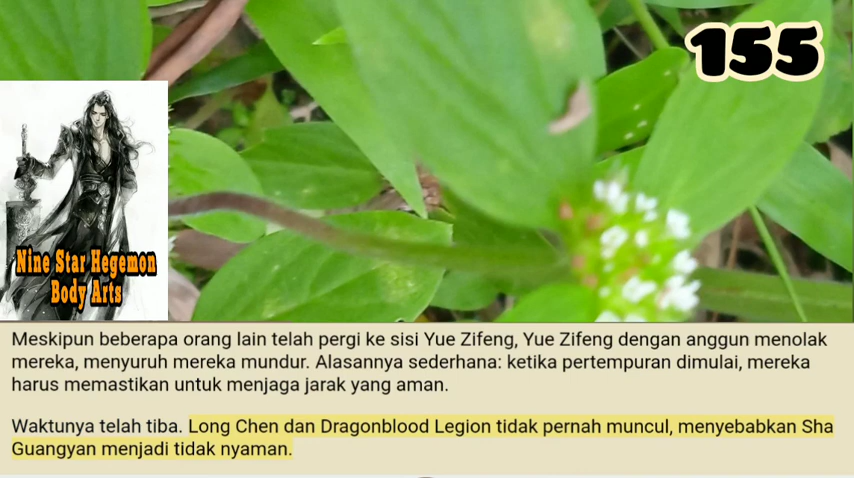 155
Nine Star Hegemon
Body Arts
Meskipun beberapa orang lain telah pergi ke sisi Yue Zifeng, Yue Zifeng dengan anggun menolak
mereka, menyuruh mereka mundur. Alasannya sederhana: ketika pertempuran dimulai, mereka
harus memastikan untuk menjaga jarak yang aman.
Waktunya telah tiba. Long Chen dan Dragonblood Legion tidak pernah muncul, menyebabkan Sha
Guangyan menjadi tidak nyaman.